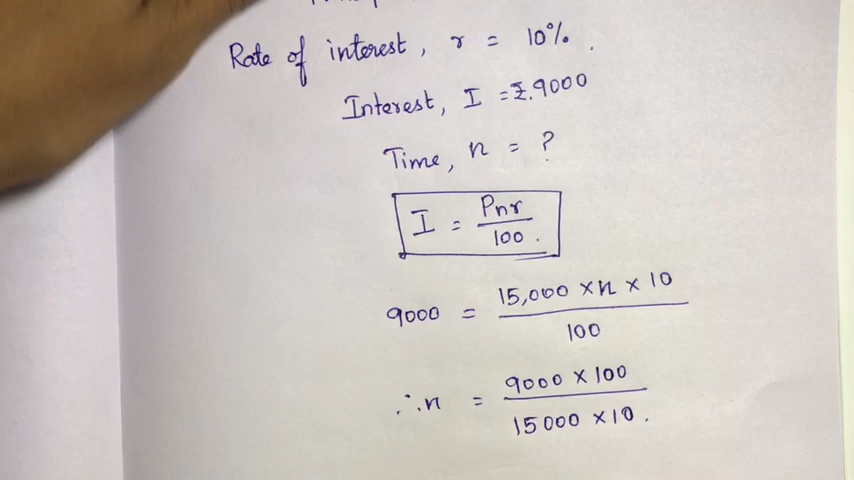 Rate of interest, r = 10%.
Interest, I = ₹.9000
Time, n = ?
I = Pnr/100.
9000 = 15,000 × n × 10/100
∴n = 9000 × 100/15000 × 10.